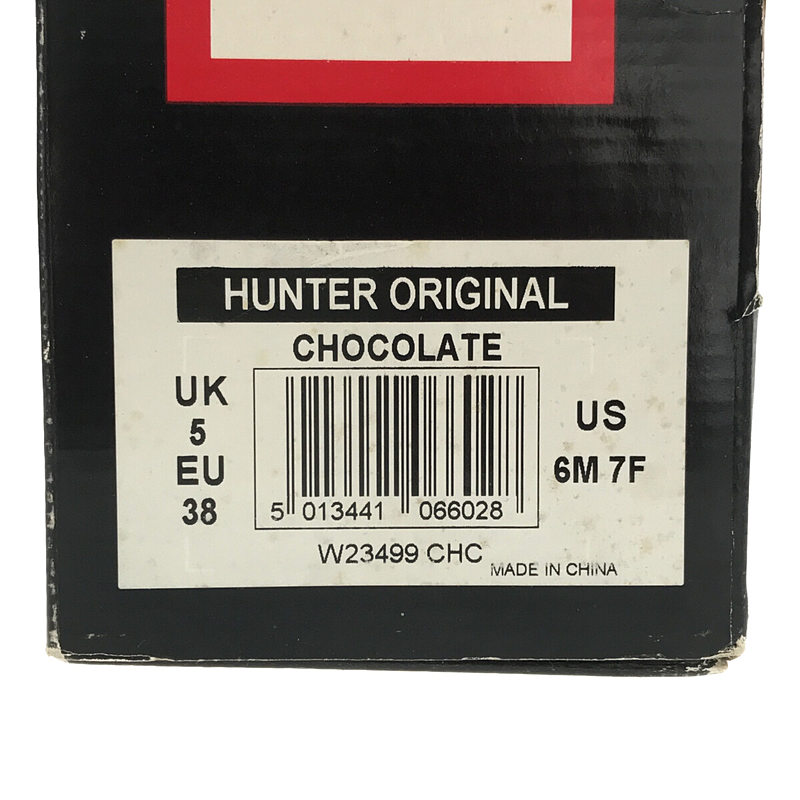 HUNTER ORIGINAL
CHOCOLATE
UK
5
EU
38
US
6M 7F
5 013441 066028
W23499 CHC
MADE IN CHINA